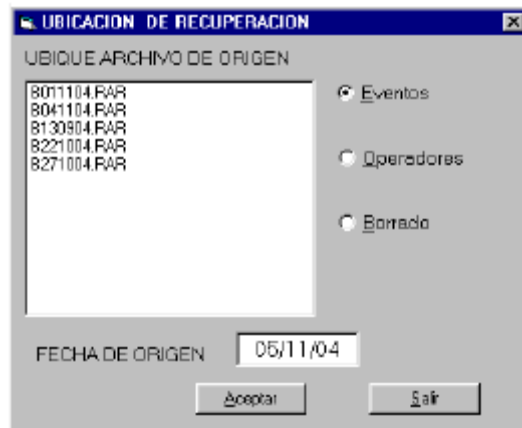 UBICACION DE RECUPERACION
UBIQUE ARCHIVO DE ORIGEN
B011104.RAR
B041104.RAR
B130904.RAR
B221004.RAR
B271004.RAR
Eventos
Operadores
Borrado
FECHA DE ORIGEN 05/11/04
Aceptar Salir